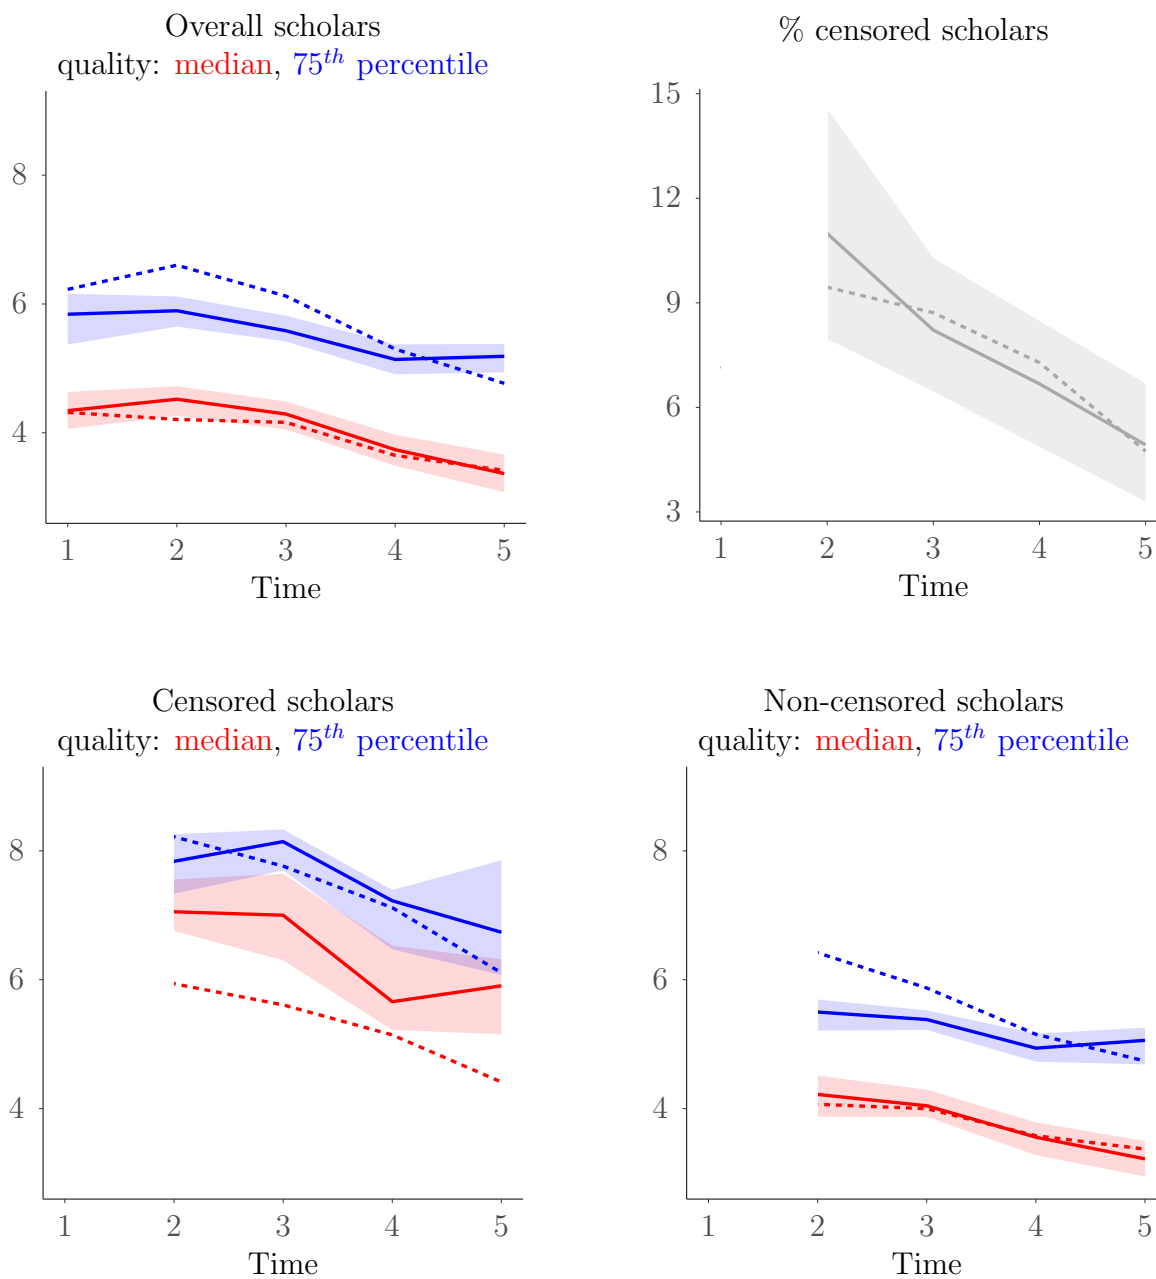 Overall scholars
quality: median, 75th percentile
8
6
4
1 2 3 4 5
Time
% censored scholars
15
12
9
6
3
1 2 3 4 5
Time
Censored scholars
quality: median, 75th percentile
8
6
4
1 2 3 4 5
Time
Non-censored scholars
quality: median, 75th percentile
8
6
4
1 2 3 4 5
Time